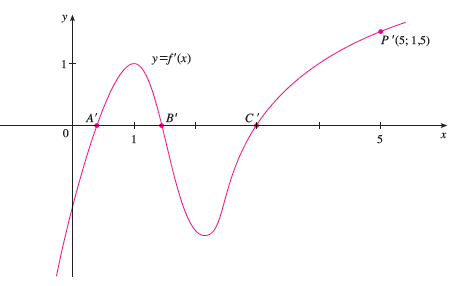 y
y=f'(x)
1
A' B' C'
P'(5; 1,5)
0 1 5 x